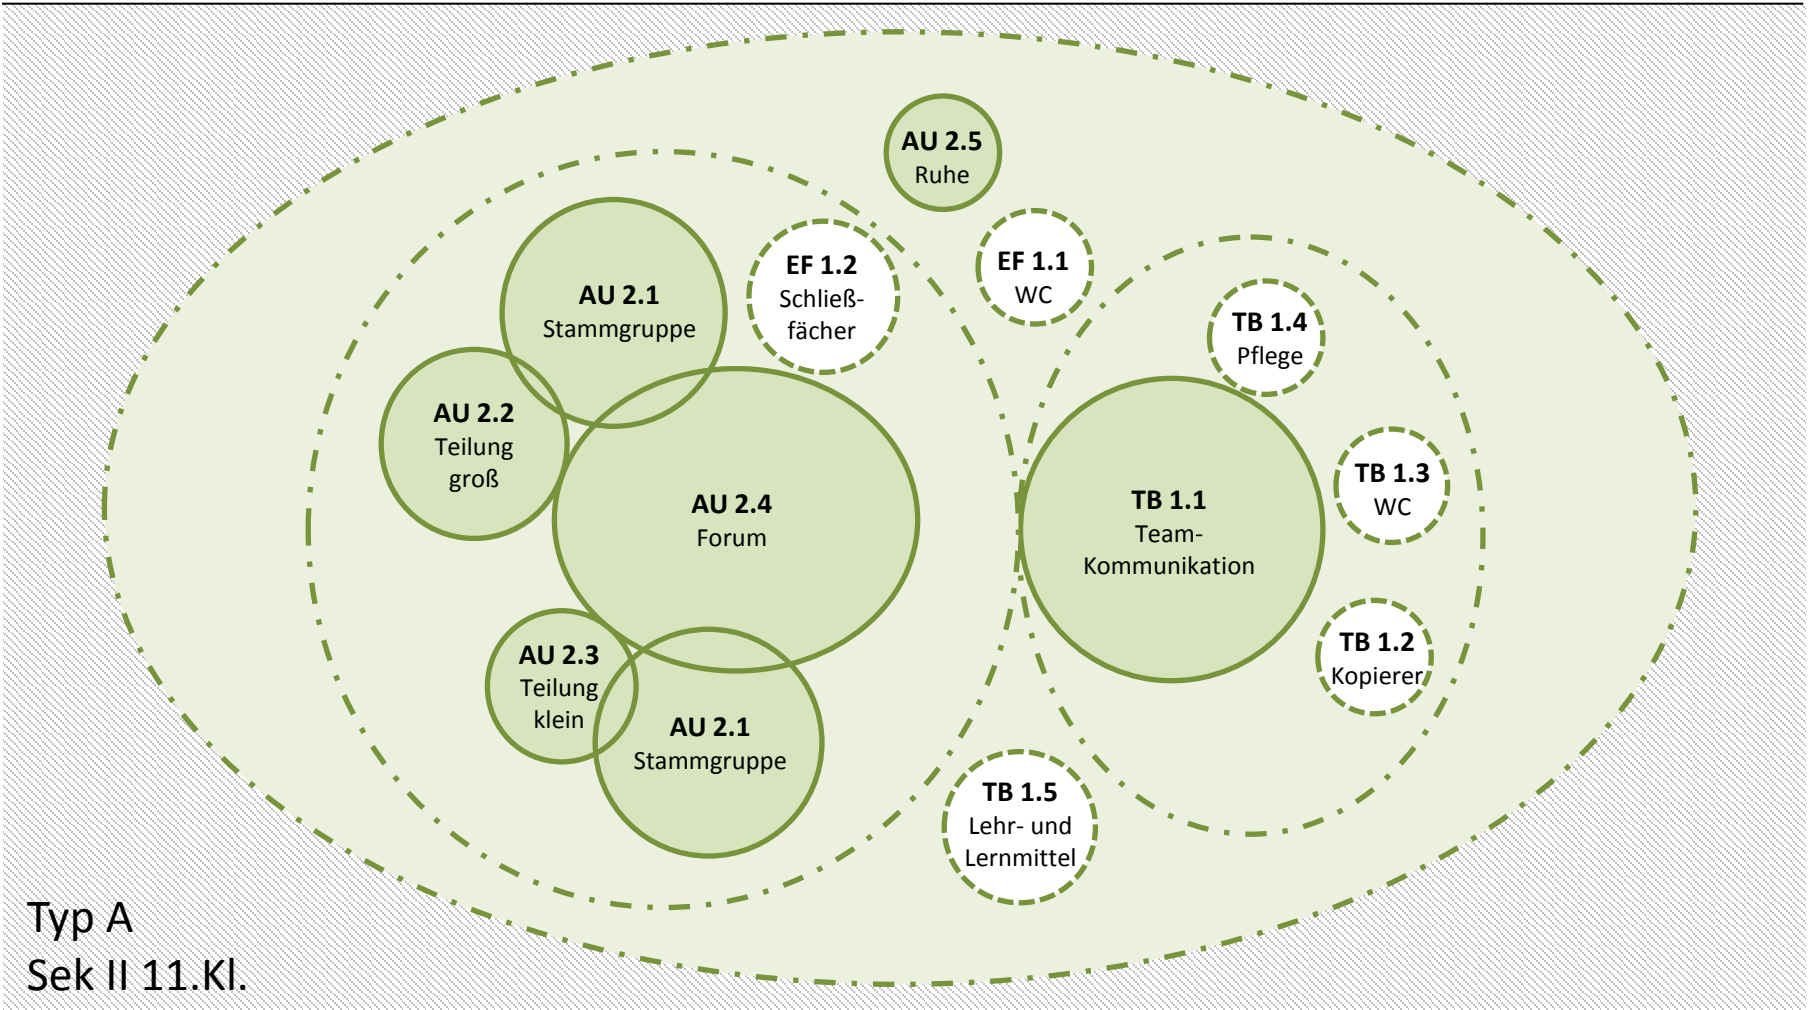 AU 2.5
Ruhe
EF 1.2
Schließ-
fächer
EF 1.1
WC
AU 2.1
Stammgruppe
TB 1.4
Pflege
AU 2.2
Teilung
groß
AU 2.4
Forum
TB 1.1
Team-
Kommunikation
TB 1.3
WC
AU 2.3
Teilung
klein
TB 1.2
Kopierer
AU 2.1
Stammgruppe
TB 1.5
Lehr- und
Lernmittel
Typ A
Sek II 11.Kl.